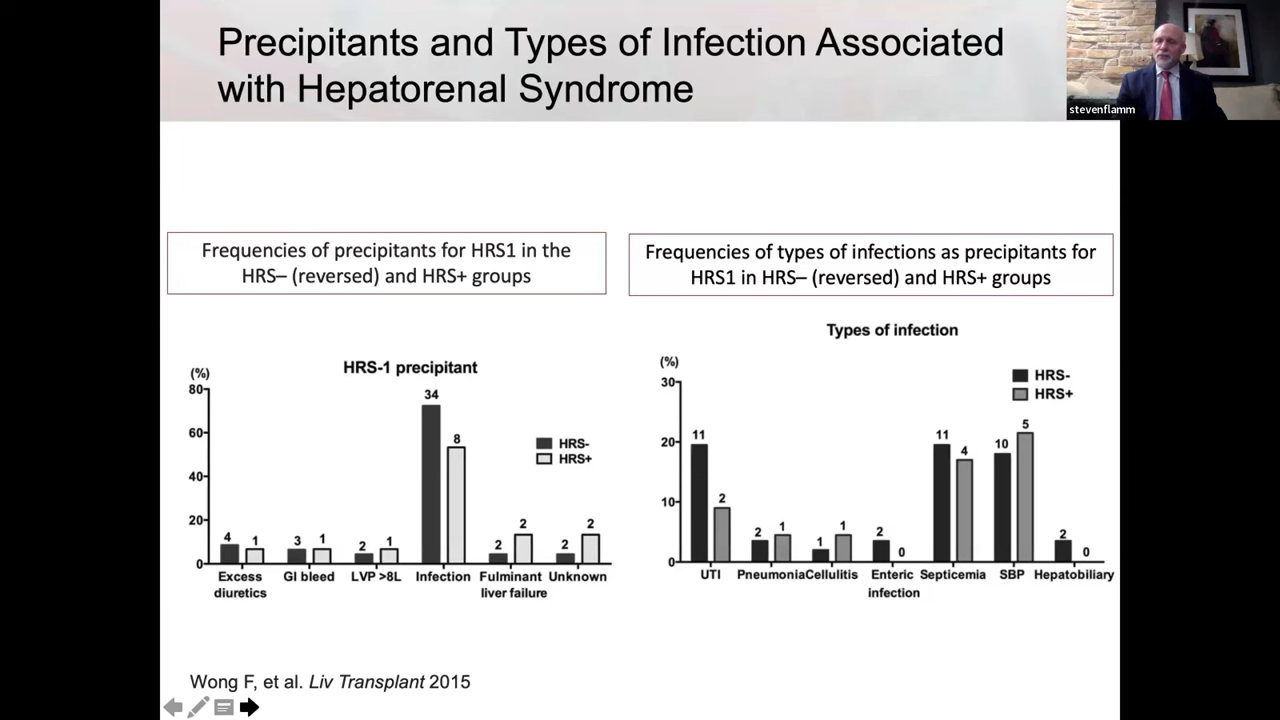 Precipitants and Types of Infection Associated
with Hepatorenal Syndrome
stevenflamm
Frequencies of precipitants for HRS1 in the
HRS– (reversed) and HRS+ groups
Frequencies of types of infections as precipitants for
HRS1 in HRS– (reversed) and HRS+ groups
HRS-1 precipitant
(%)
80
60
40
20
0
4
1
3
1
2
1
34
8
2
2
2
2
HRS-
HRS+
Excess
diuretics
GI bleed
LVP >8L
Infection
Fulminant
liver failure
Unknown
Types of infection
(%)
30
20
10
0
11
2
2
1
1
1
2
0
11
4
10
5
2
0
HRS-
HRS+
UTI
Pneumonia
Cellulitis
Enteric
infection
Septicemia
SBP
Hepatobiliary
Wong F, et al. Liv Transplant 2015